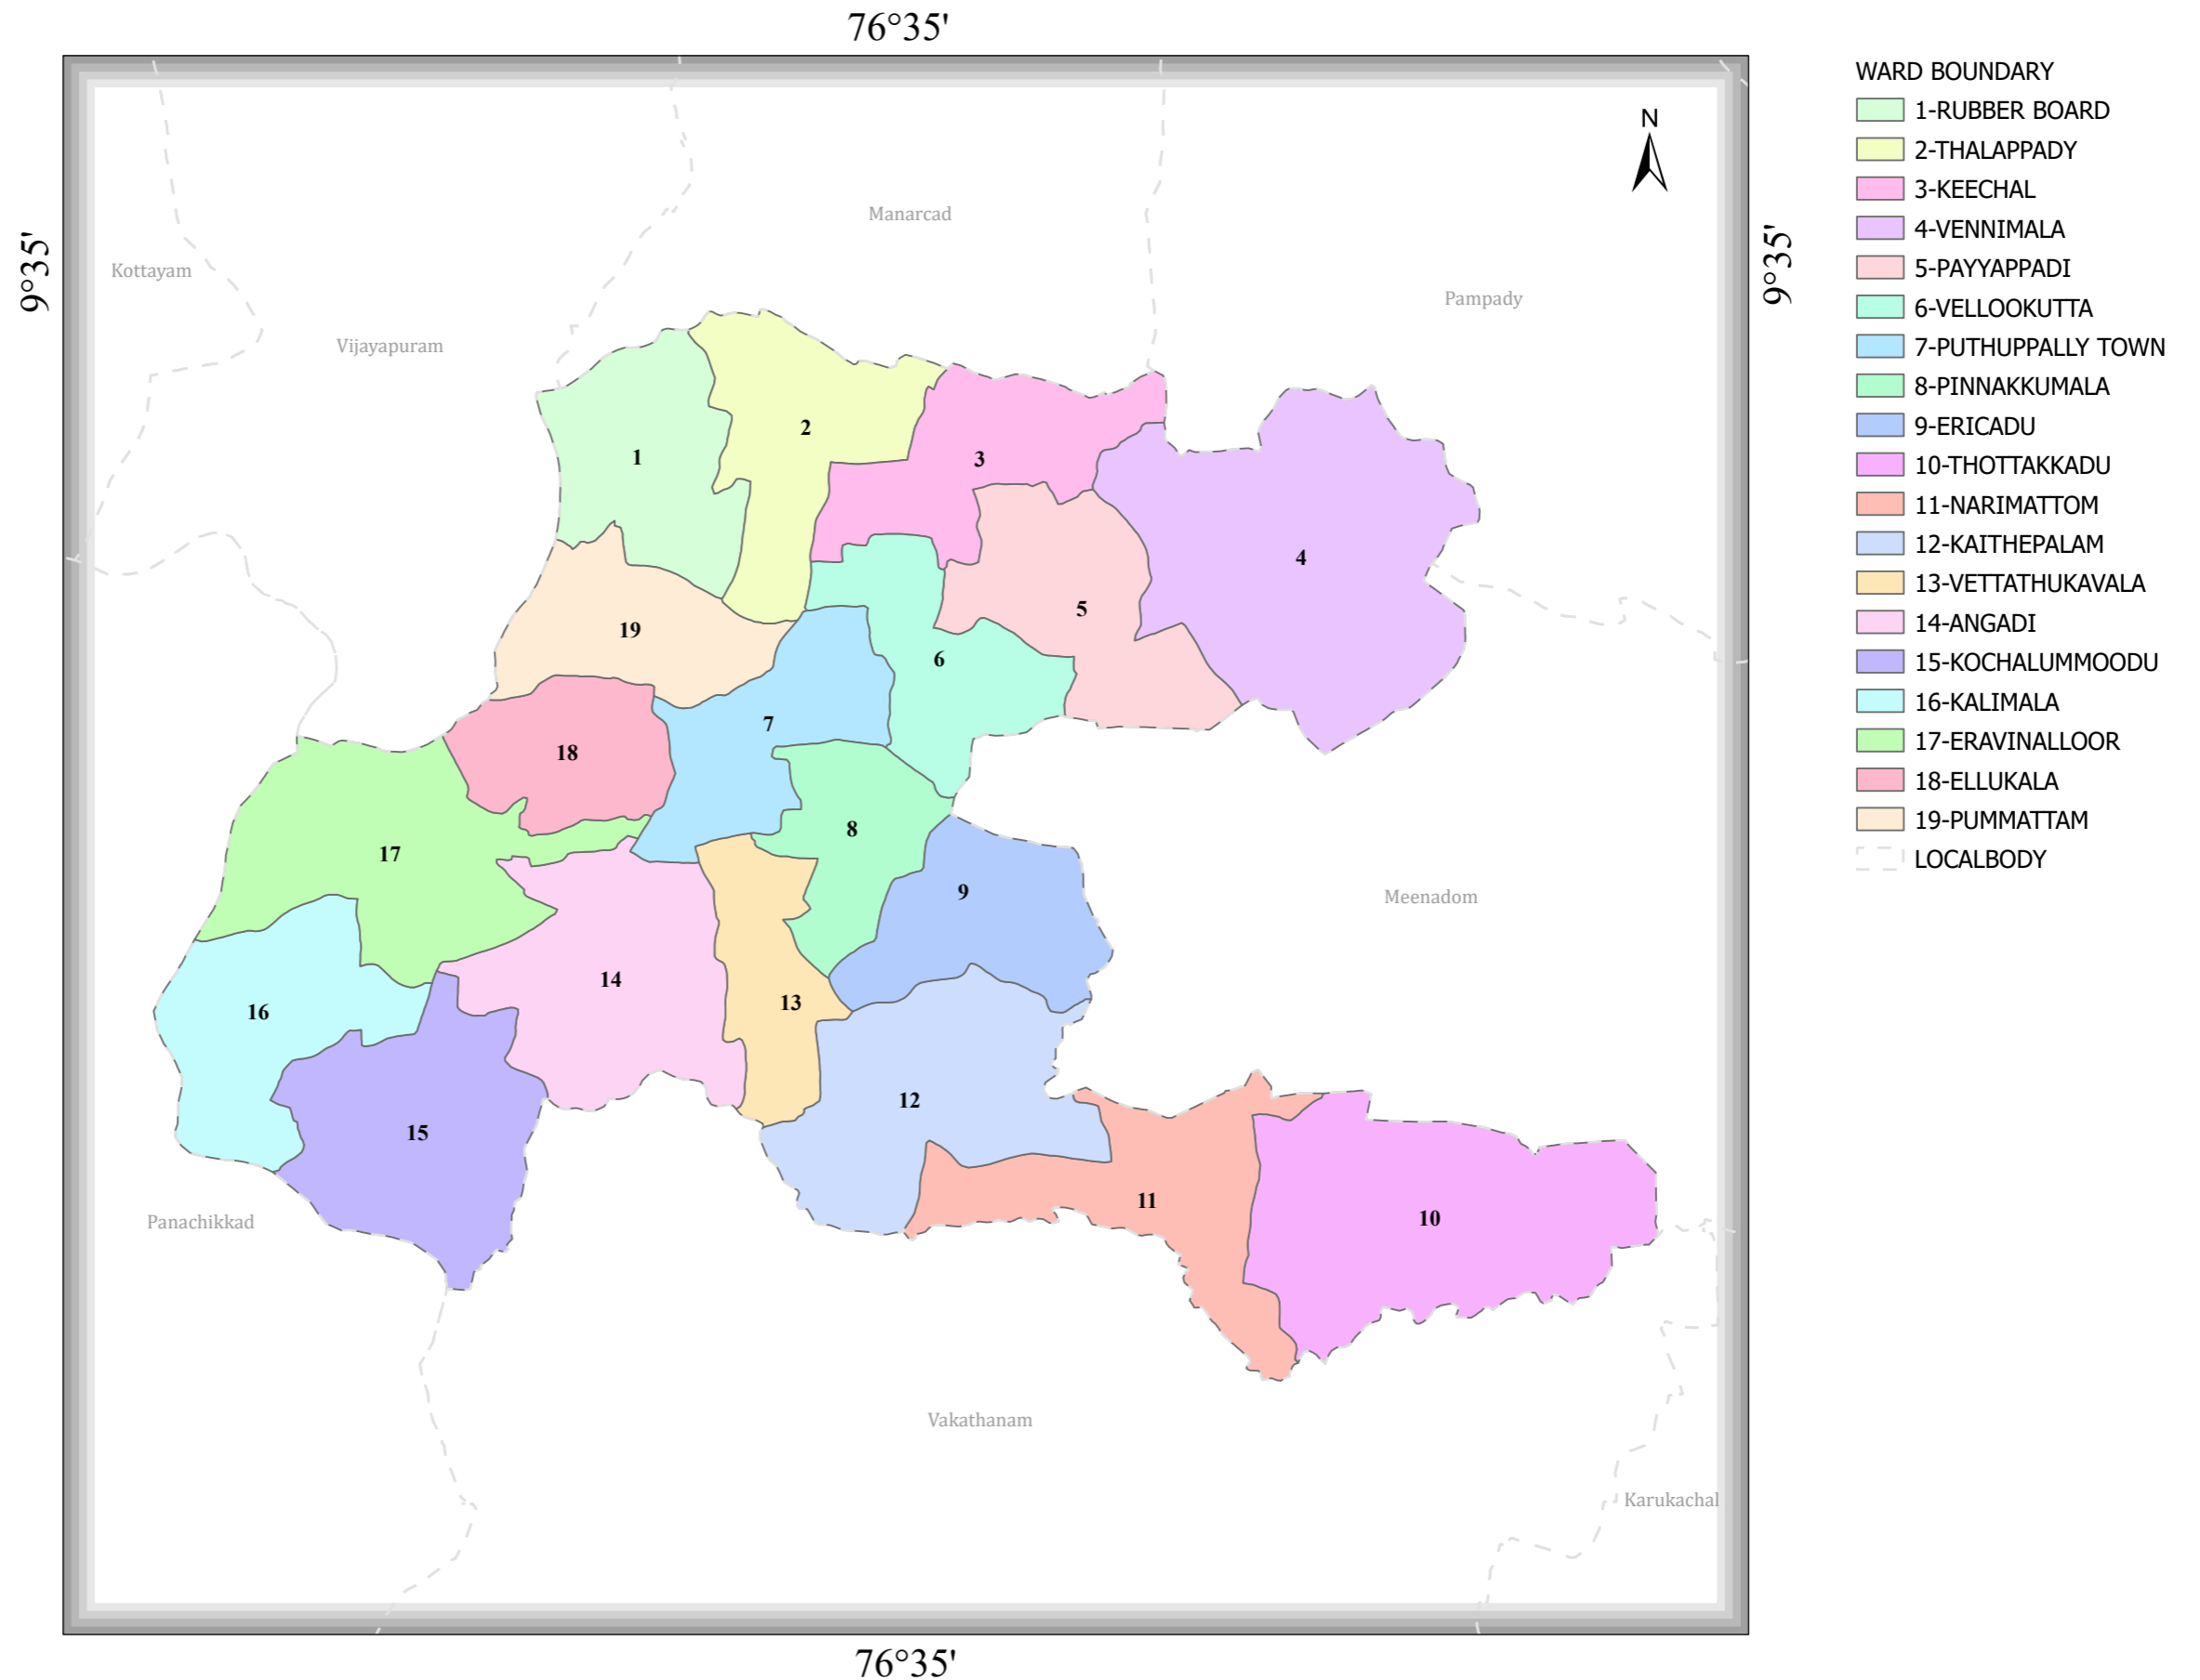 76°35'
9°35'
9°35'
N
Manarcad
Kottayam
Pampady
Vijayapuram
1
2
3
4
5
19
6
7
18
8
17
9
14
13
16
12
15
11
10
Meenadom
Panachikkad
Vakathanam
Karukachal
76°35'
WARD BOUNDARY
1-RUBBER BOARD
2-THALAPPADY
3-KEECHAL
4-VENNIMALA
5-PAYYAPPADI
6-VELLOOKUTTA
7-PUTHUPPALLY TOWN
8-PINNAKKUMALA
9-ERICADU
10-THOTTAKKADU
11-NARIMATTOM
12-KAITHEPALAM
13-VETTATHUKAVALA
14-ANGADI
15-KOCHALUMMOODU
16-KALIMALA
17-ERAVINALLOOR
18-ELLUKALA
19-PUMMATTAM
LOCALBODY